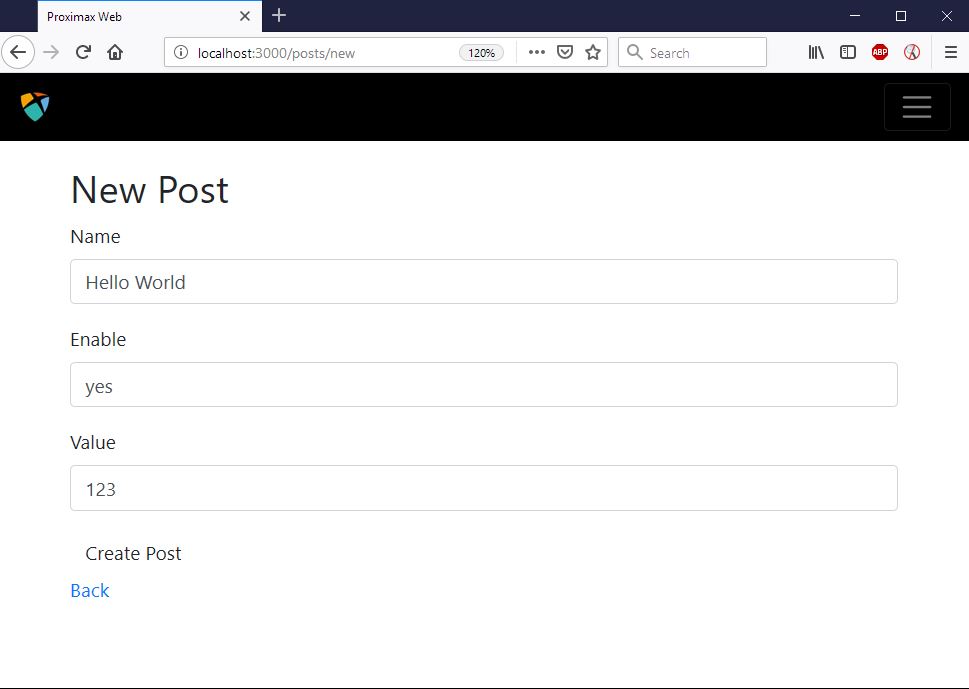 Proximax Web
localhost:3000/posts/new 120% Search ABP
New Post
Name
Hello World
Enable
yes
Value
123
Create Post
Back